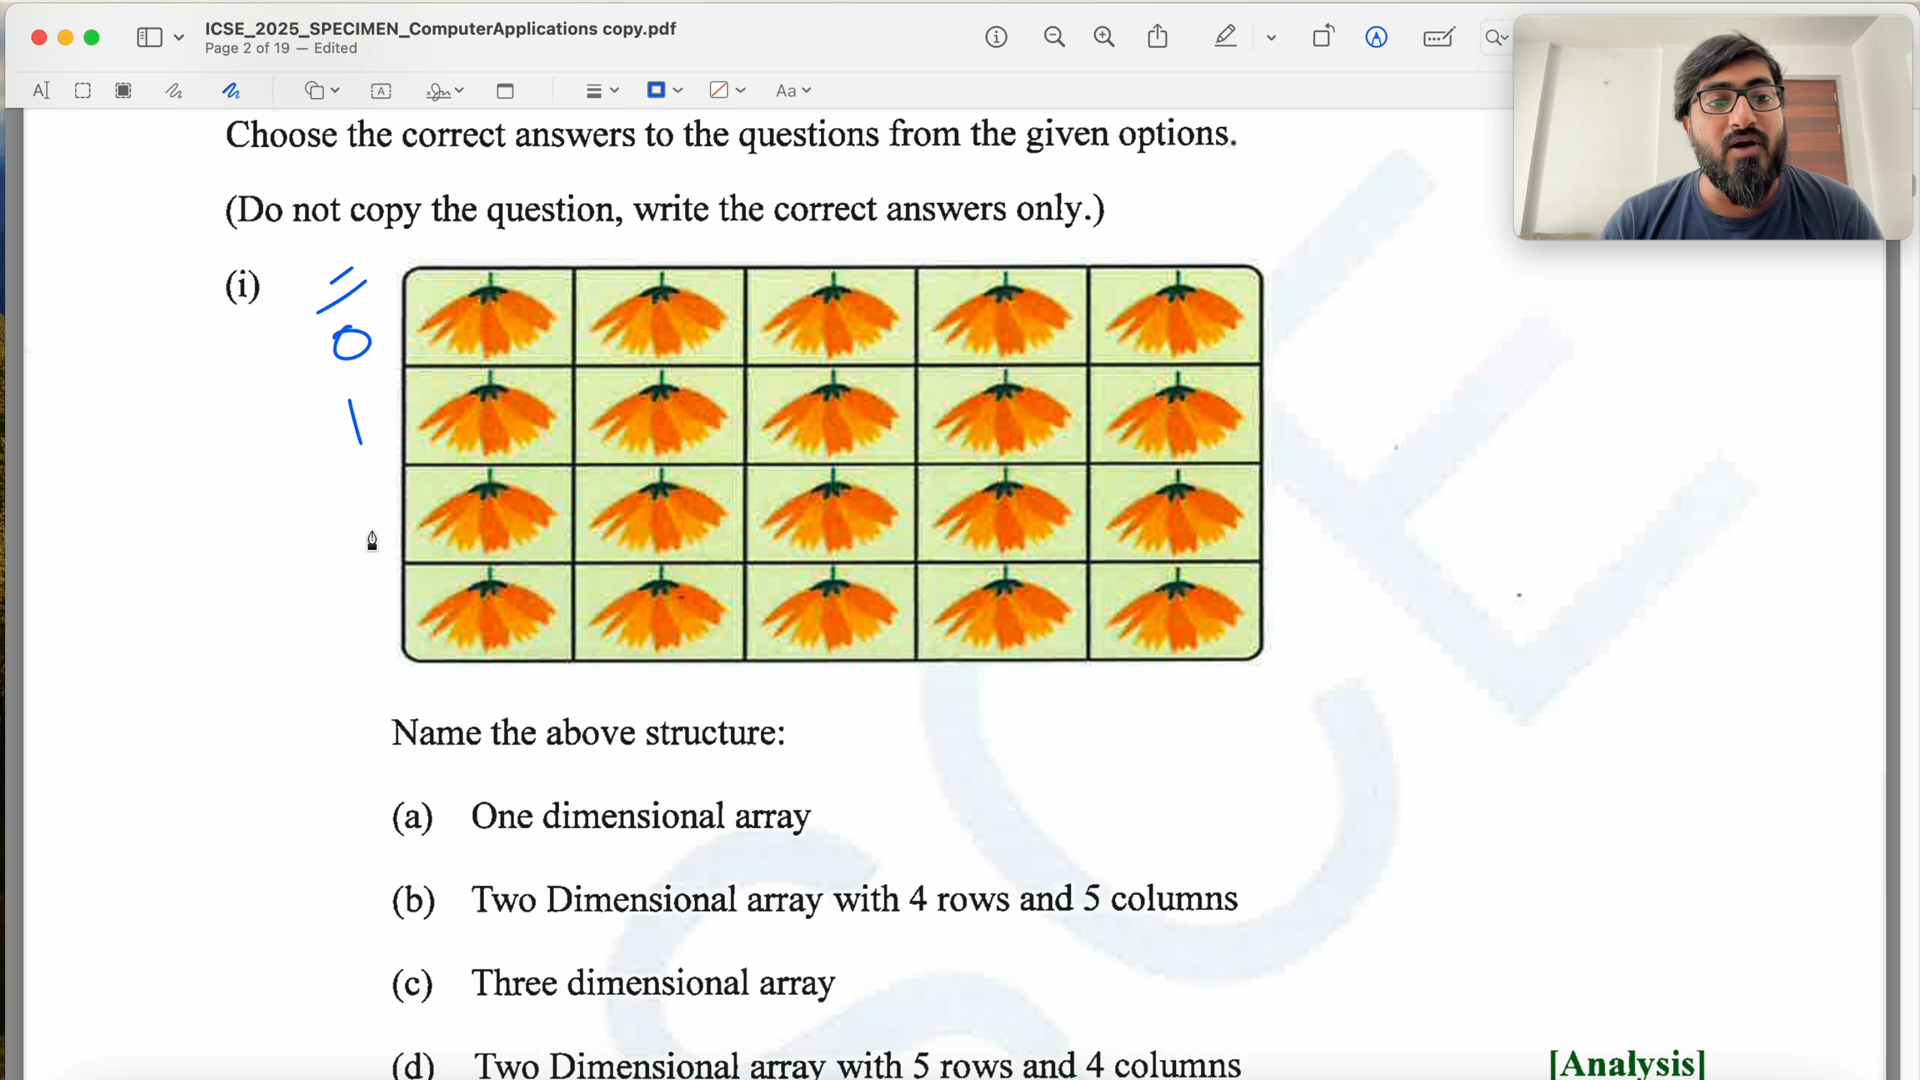 ICSE_2025_SPECIMEN_ComputerApplications copy.pdf
Page 2 of 19 — Edited
Aa
Choose the correct answers to the questions from the given options.
(Do not copy the question, write the correct answers only.)
(i)
0
1
Name the above structure:
(a) One dimensional array
(b) Two Dimensional array with 4 rows and 5 columns
(c) Three dimensional array
(d) Two Dimensional array with 5 rows and 4 columns
[Analysis]